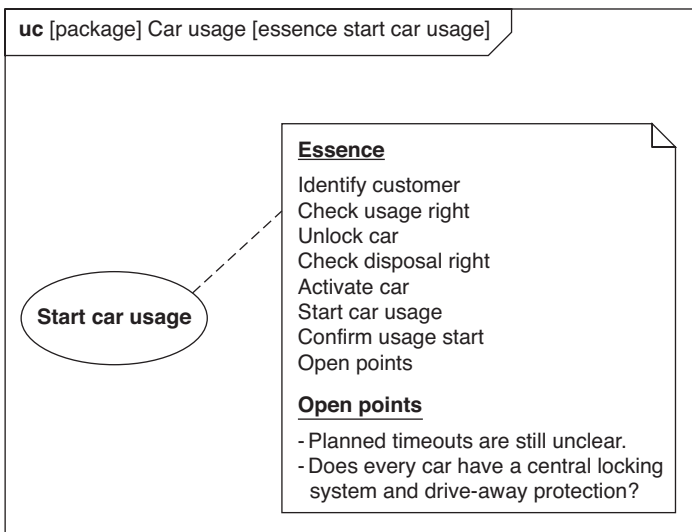 uc [package] Car usage [essence start car usage]
Essence
Identify customer
Check usage right
Unlock car
Check disposal right
Activate car
Start car usage
Confirm usage start
Open points
Open points
- Planned timeouts are still unclear.
- Does every car have a central locking
system and drive-away protection?
Start car usage